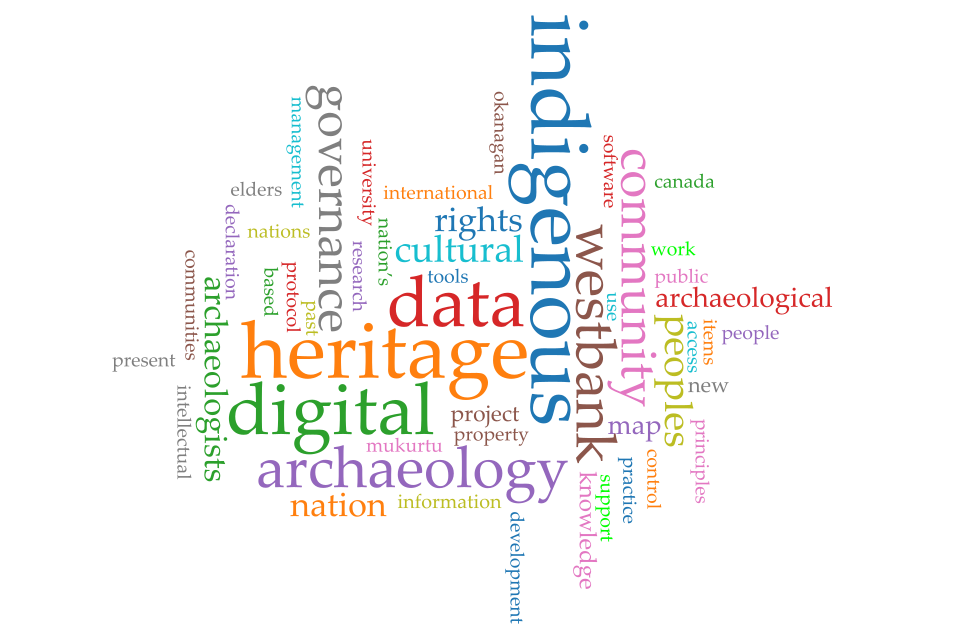 indigenous
okanagan
governance
management
university
software
community
canada
elders
international
declaration
rights
nations
nation's
westbank
cultural
research
work
communities
protocol
based
tools
public
archaeologists
data
use
archaeological
past
heritage
peoples
access
items
people
present
digital
new
intellectual
project
map
property
mukurtu
principles
archaeology
control
practice
knowledge
support
nation
information
development